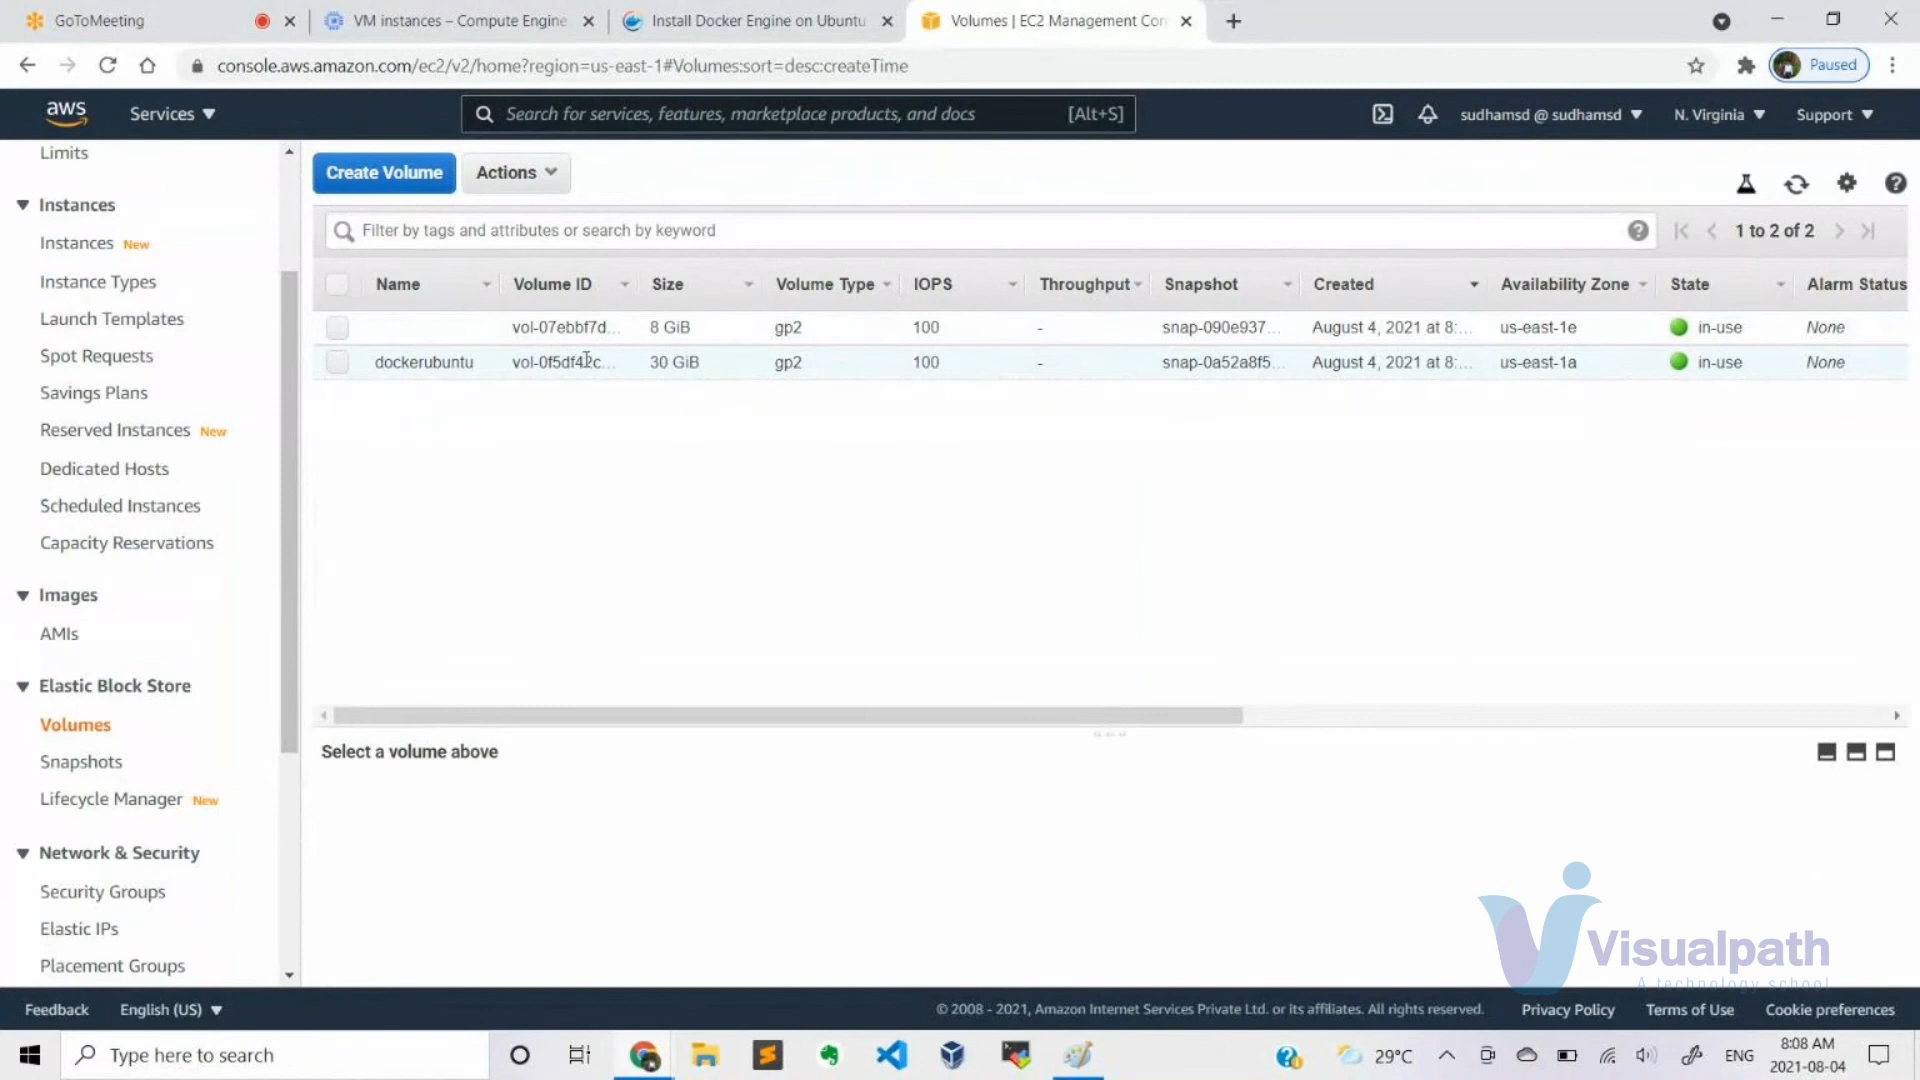 GoToMeeting
VM instances – Compute Engine
Install Docker Engine on Ubuntu
Volumes | EC2 Management Con
console.aws.amazon.com/ec2/v2/home?region=us-east-1#Volumes:sort=desc:createTime
Paused
aws
Services
Search for services, features, marketplace products, and docs
[Alt+S]
sudhamsd @ sudhamsd
N. Virginia
Support
Limits
Instances
Instances New
Instance Types
Launch Templates
Spot Requests
Savings Plans
Reserved Instances New
Dedicated Hosts
Scheduled Instances
Capacity Reservations
Images
AMIs
Elastic Block Store
Volumes
Snapshots
Lifecycle Manager New
Network & Security
Security Groups
Elastic IPs
Placement Groups
Create Volume
Actions
Filter by tags and attributes or search by keyword
1 to 2 of 2
Name Volume ID Size Volume Type IOPS Throughput Snapshot Created Availability Zone State Alarm Status
vol-07ebbf7d... 8 GiB gp2 100 - snap-090e937... August 4, 2021 at 8:... us-east-1e in-use None
dockerubuntu vol-0f5df42c... 30 GiB gp2 100 - snap-0a52a8f5... August 4, 2021 at 8:... us-east-1a in-use None
Select a volume above
Visualpath
A technology school
Feedback
English (US)
© 2008 - 2021, Amazon Internet Services Private Ltd. or its affiliates. All rights reserved.
Privacy Policy
Terms of Use
Cookie preferences
Type here to search
29°C
ENG
8:08 AM
2021-08-04